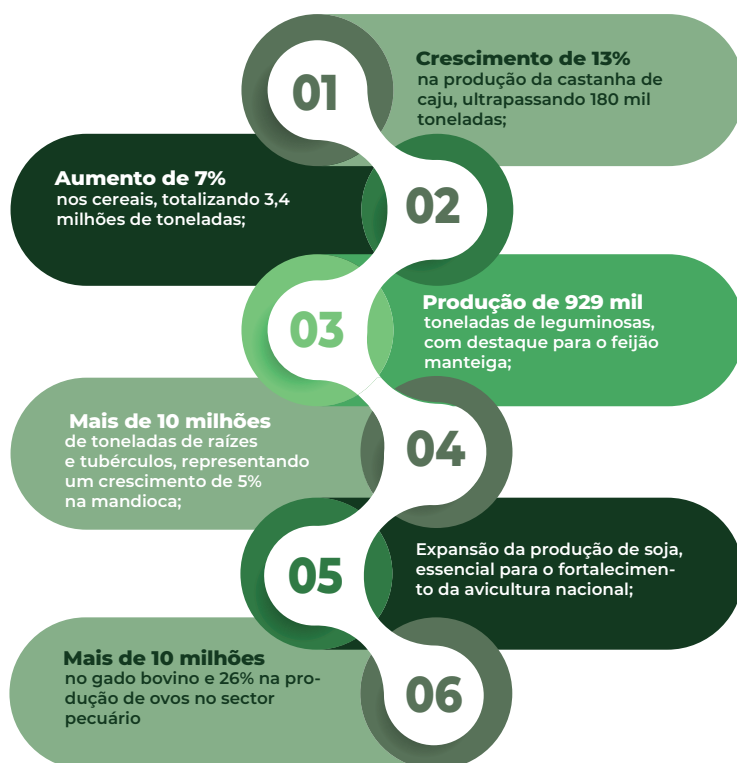 01
Crescimento de 13%
na produção da castanha de
caju, ultrapassando 180 mil
toneladas;
Aumento de 7%
nos cereais, totalizando 3,4
milhões de toneladas;
02
03
Produção de 929 mil
toneladas de leguminosas,
com destaque para o feijão
manteiga;
Mais de 10 milhões
de toneladas de raízes
e tubérculos, representando
um crescimento de 5%
na mandioca;
04
05
Expansão da produção de soja,
essencial para o fortalecimen-
to da avicultura nacional;
Mais de 10 milhões
no gado bovino e 26% na pro-
dução de ovos no sector
pecuário
06